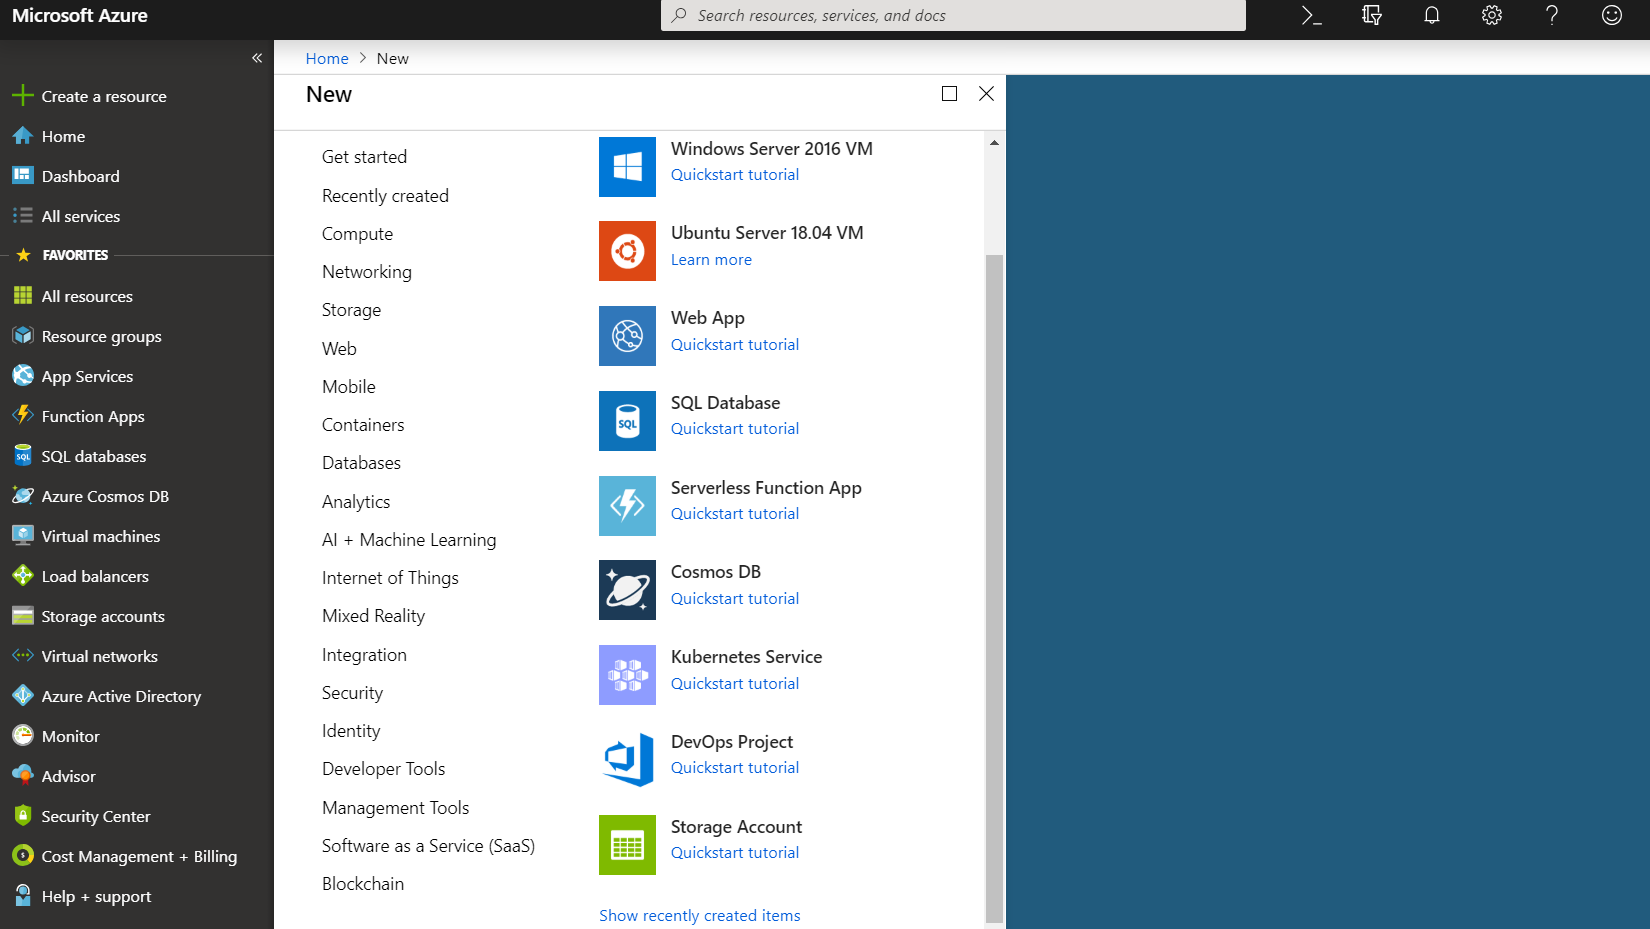 Microsoft Azure
Search resources, services, and docs
Create a resource
Home
Dashboard
All services
FAVORITES
All resources
Resource groups
App Services
Function Apps
SQL databases
Azure Cosmos DB
Virtual machines
Load balancers
Storage accounts
Virtual networks
Azure Active Directory
Monitor
Advisor
Security Center
Cost Management + Billing
Help + support
Home > New
New
Get started
Recently created
Compute
Networking
Storage
Web
Mobile
Containers
Databases
Analytics
AI + Machine Learning
Internet of Things
Mixed Reality
Integration
Security
Identity
Developer Tools
Management Tools
Software as a Service (SaaS)
Blockchain
Windows Server 2016 VM
Quickstart tutorial
Ubuntu Server 18.04 VM
Learn more
Web App
Quickstart tutorial
SQL
SQL Database
Quickstart tutorial
Serverless Function App
Quickstart tutorial
Cosmos DB
Quickstart tutorial
Kubernetes Service
Quickstart tutorial
DevOps Project
Quickstart tutorial
Storage Account
Quickstart tutorial
Show recently created items